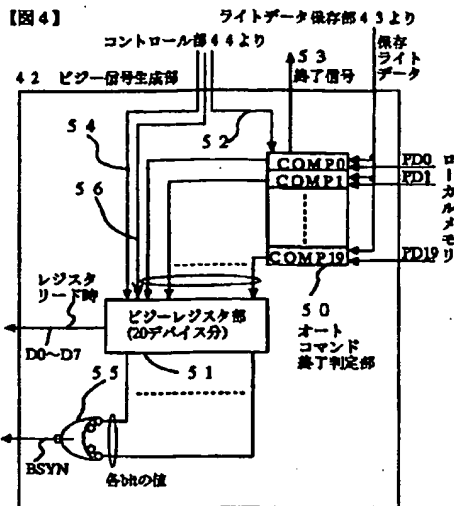 【図4】
ライトデータ保存部43より
コントロール部44より
保存
ライト
データ
53
終了信号
42 ビジー信号生成部
54
52
56
COMP0
COMP1
COMP19
PD0
PD1
PD19
ローカルメモリ
レジスタ
リード時
D0～D7
ビジーレジスタ部
(20デバイス分)
51
50
オート
コマンド
終了判定部
55
BSYN
各bitの値